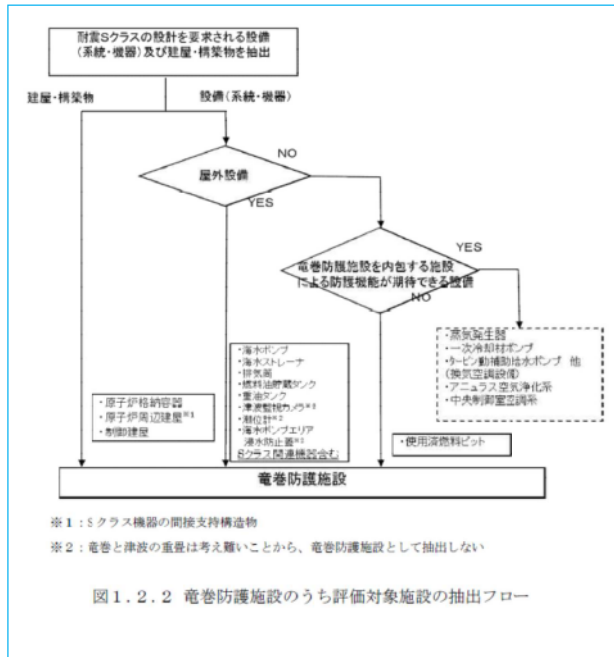 耐震Sクラスの設計を要求される設備
(系統・機器)及び建屋・構築物を抽出
建屋・構築物
設備(系統・機器)
NO
屋外設備
YES
YES
竜巻防護施設を内包する施設
による防護機能が期待できる設備
NO
・海水ポンプ
・海水ストレーナ
・排気筒
・燃料油貯蔵タンク
・重油タンク
・津波監視カメラ※2
・潮位計※2
・海水ポンプエリア
浸水防止蓋※2
Sクラス関連機器含む
・蒸気発生器
・一次冷却材ポンプ
・タービン動補助給水ポンプ 他
(換気空調設備)
・アニュラス空気浄化系
・中央制御室空調系
・原子炉格納容器
・原子炉周辺建屋※1
・制御建屋
・使用済燃料ピット
竜巻防護施設
※1：Sクラス機器の間接支持構造物
※2：竜巻と津波の重畳は考え難いことから、竜巻防護施設として抽出しない
図1.2.2 竜巻防護施設のうち評価対象施設の抽出フロー